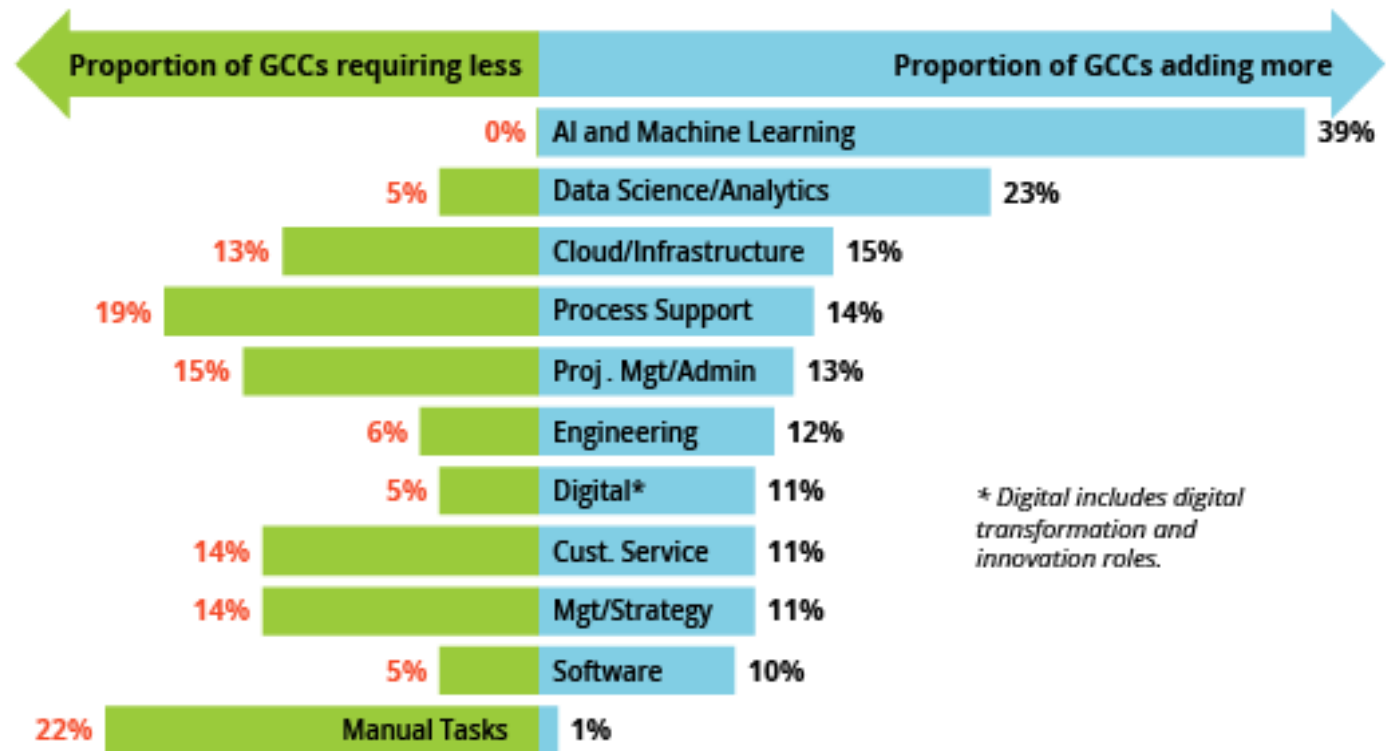 Proportion of GCCs requiring less
Proportion of GCCs adding more
0% AI and Machine Learning 39%
5% Data Science/Analytics 23%
13% Cloud/Infrastructure 15%
19% Process Support 14%
15% Proj. Mgt/Admin 13%
6% Engineering 12%
5% Digital* 11%
14% Cust. Service 11%
14% Mgt/Strategy 11%
5% Software 10%
22% Manual Tasks 1%
* Digital includes digital
transformation and
innovation roles.